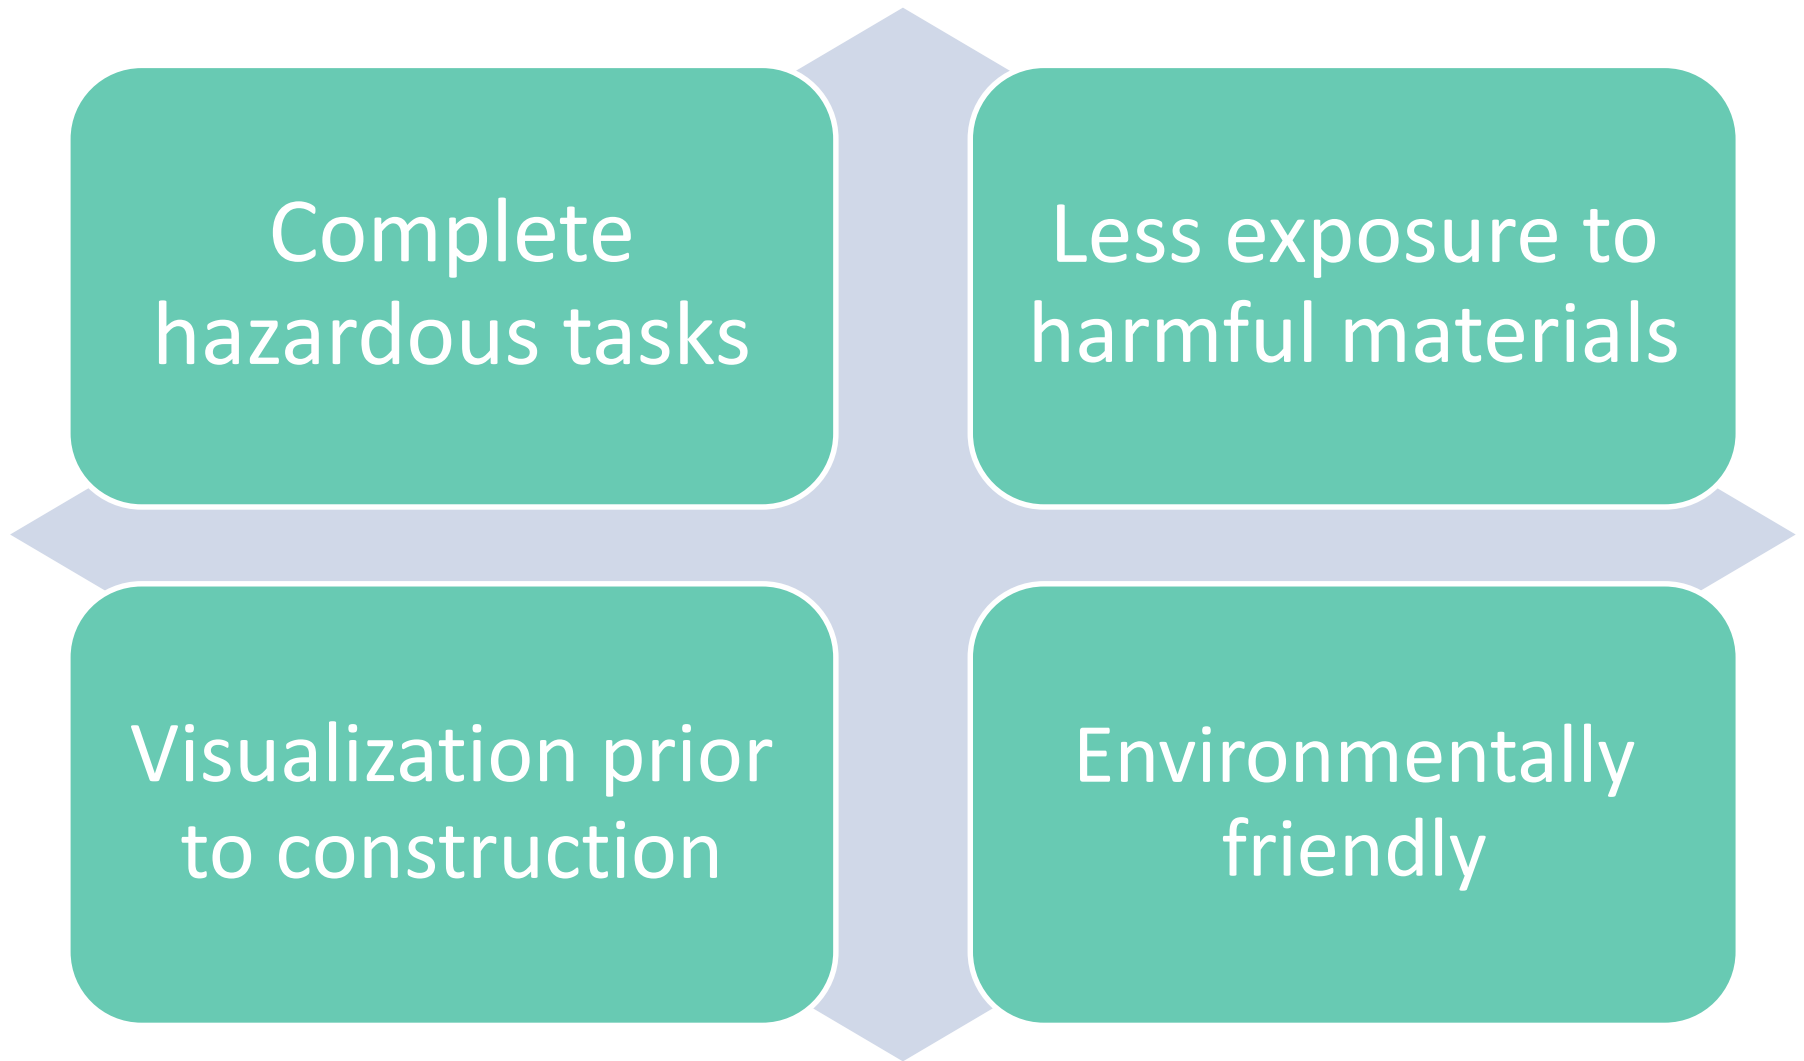 Complete
hazardous tasks
Less exposure to
harmful materials
Visualization prior
to construction
Environmentally
friendly